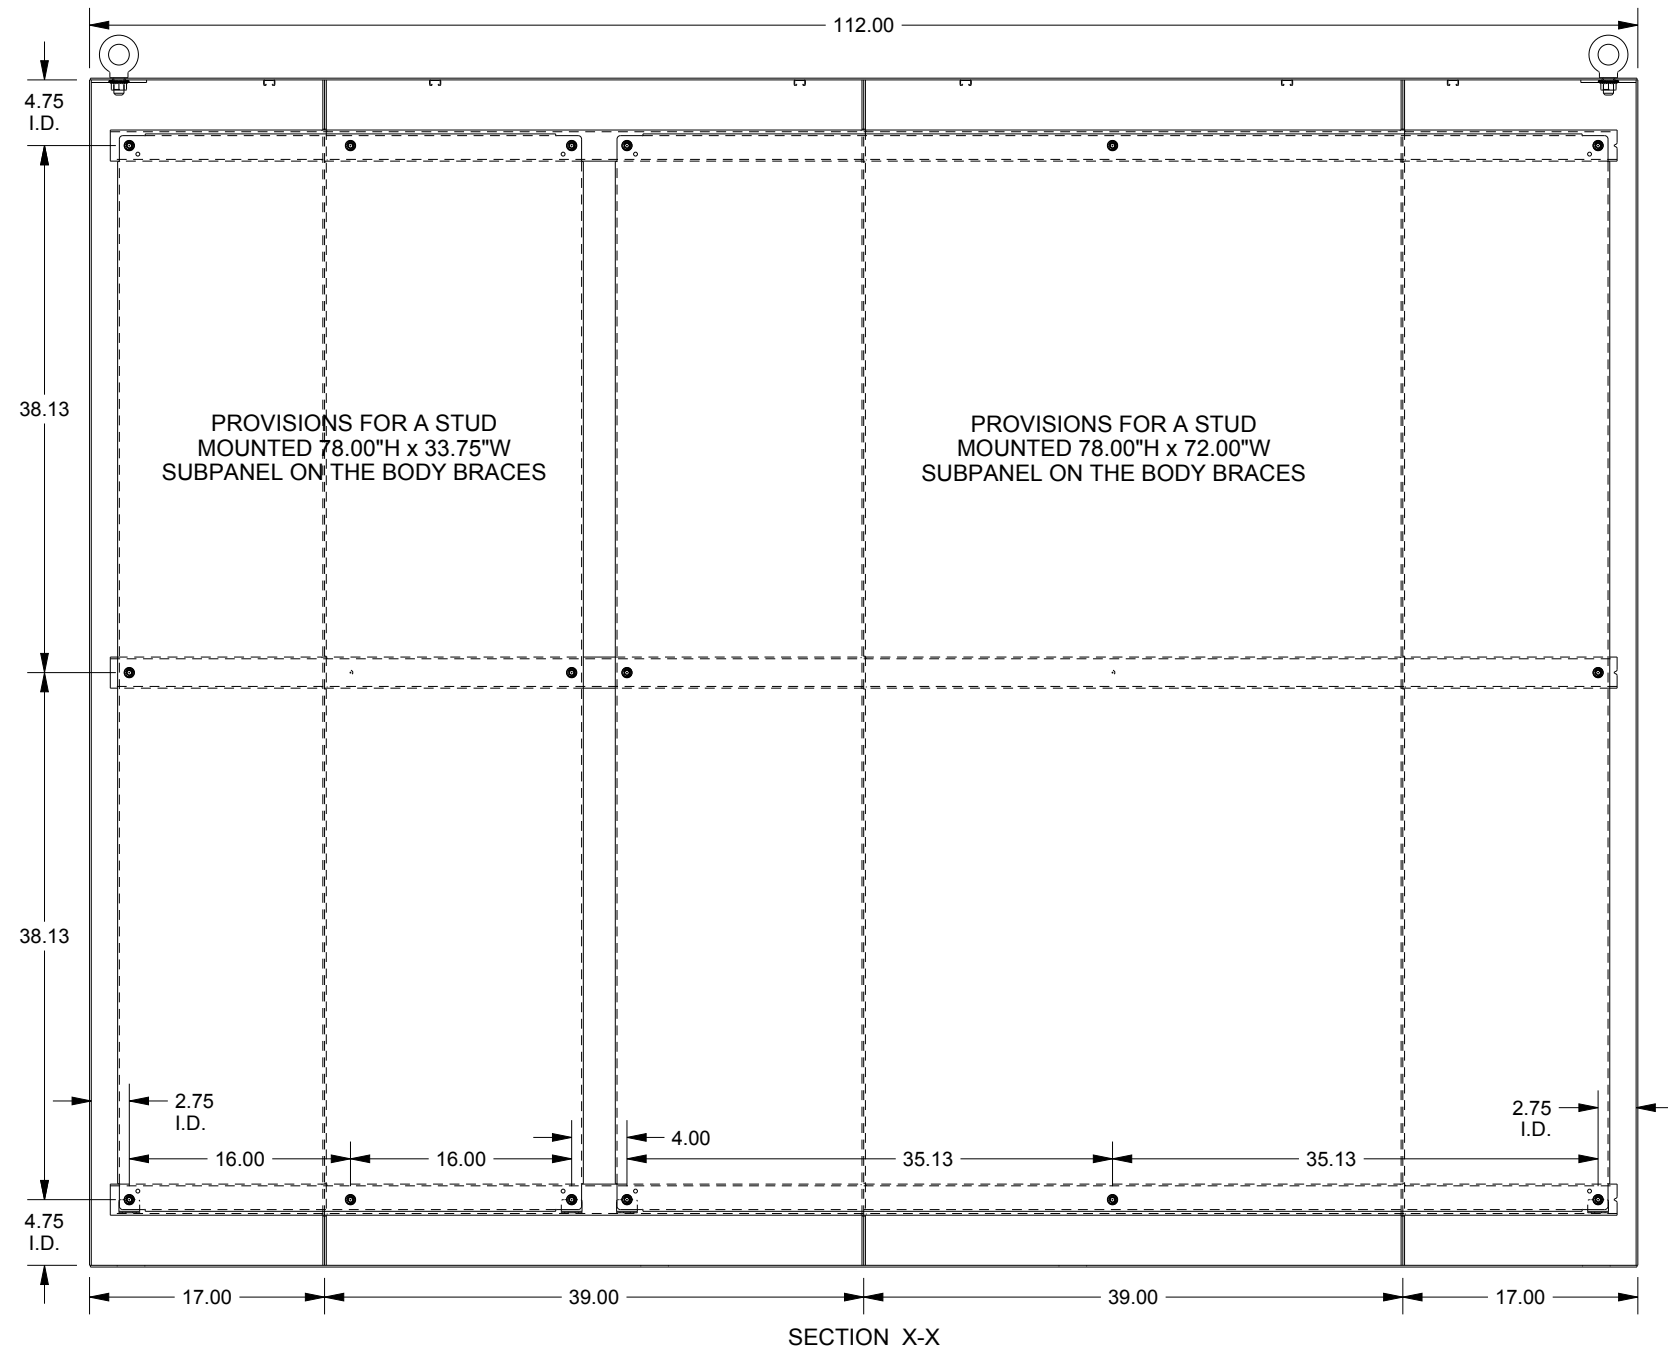 112.00
4.75
I.D.
38.13
PROVISIONS FOR A STUD
MOUNTED 78.00"H x 33.75"W
SUBPANEL ON THE BODY BRACES
PROVISIONS FOR A STUD
MOUNTED 78.00"H x 72.00"W
SUBPANEL ON THE BODY BRACES
38.13
2.75
I.D.
2.75
I.D.
16.00
16.00
4.00
35.13
35.13
4.75
I.D.
17.00
39.00
39.00
17.00
SECTION X-X